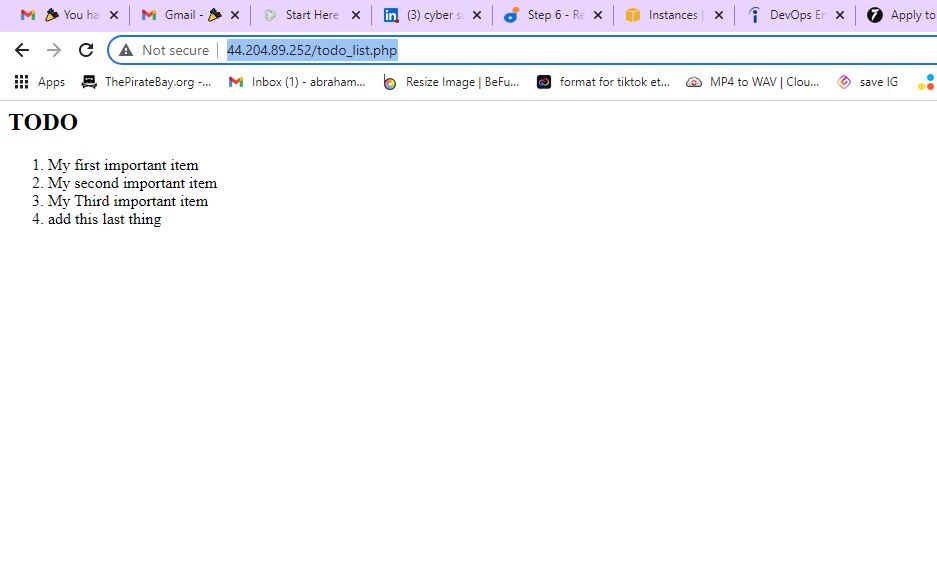 You ha Gmail - Start Here (3) cyber s Step 6 - Re Instances | DevOps En Apply to
Not secure 44.204.89.252/todo_list.php
Apps ThePirateBay.org -... Inbox (1) - abraham... Resize Image | BeFu... format for tiktok et... MP4 to WAV | Clou... save IG
TODO
1. My first important item
2. My second important item
3. My Third important item
4. add this last thing